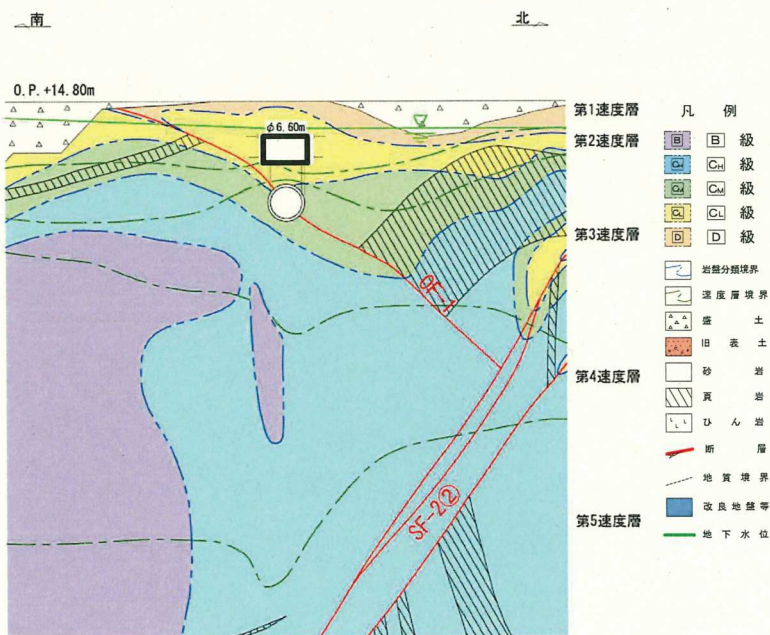 南
北
O.P.+14.80m
φ6.60m
OF-1
SF-2②
第1速度層
第2速度層
第3速度層
第4速度層
第5速度層
凡 例
B B 級
CH CH 級
CM CM 級
CL CL 級
D D 級
岩盤分類境界
速度層境界
盛 土
旧 表 土
砂 岩
頁 岩
ひ ん 岩
断 層
地質境界
改良地盤等
地下水位